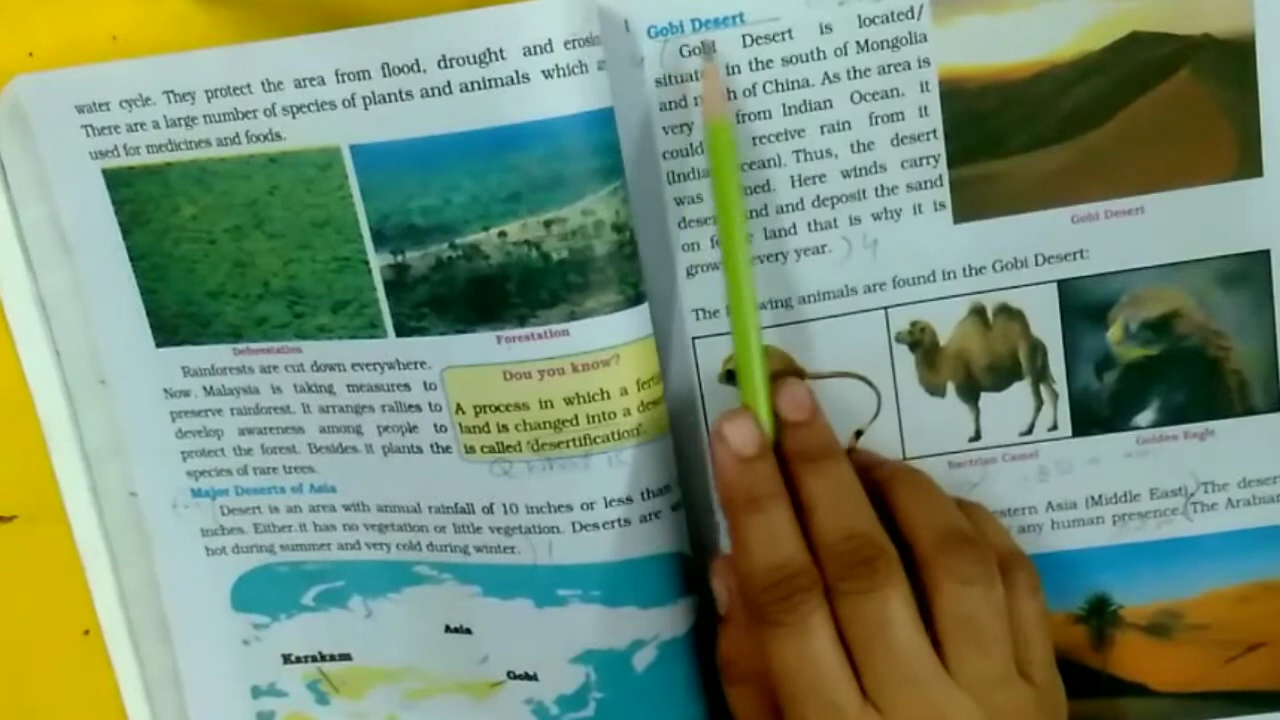 water cycle. They protect the area from flood, drought and
There are a large number of species of plants and animals which
used for medicines and foods.
Deforestation
Forestation
Rainforests are cut down everywhere.
Now, Malaysia is taking measures to
preserve rainforest. It arranges rallies to
develop awareness among people to
protect the forest. Besides, it plants the
species of rare trees.
Dou you know?
A process in which a
land is changed into a
is called 'desertification'.
Major Deserts of Asia
Desert is an area with annual rainfall of 10 inches or less than
inches. Either it has no vegetation or little vegetation. Deserts are
hot during summer and very cold during winter.
Asia
Karakam
Gobi
Gobi Desert
Gobi Desert is located/
in the south of Mongolia
and of China. As the area is
very from Indian Ocean, it
could receive rain from it
Thus, the desert
was Here winds carry
and deposit the sand
on land that is why it is
every year.
Gobi Desert
The animals are found in the Gobi Desert:
Bactrian Camel
Golden Eagle
Asia (Middle East). The
any human presence. The